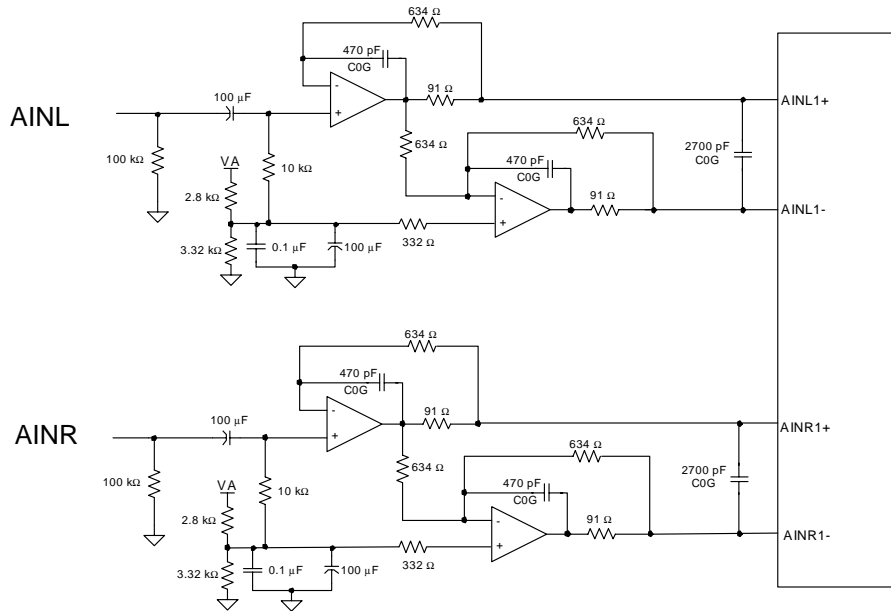 634 Ω
470 pF
C0G
91 Ω
AINL1+
100 µF
AINL
-
+
634 Ω
634 Ω
470 pF
C0G
2700 pF
C0G
100 kΩ
VA
10 kΩ
2.8 kΩ
-
+
91 Ω
AINL1-
3.32 kΩ
0.1 µF
100 µF
332 Ω
634 Ω
470 pF
C0G
91 Ω
AINR1+
100 µF
AINR
-
+
634 Ω
634 Ω
470 pF
C0G
2700 pF
C0G
100 kΩ
VA
10 kΩ
2.8 kΩ
-
+
91 Ω
AINR1-
3.32 kΩ
0.1 µF
100 µF
332 Ω